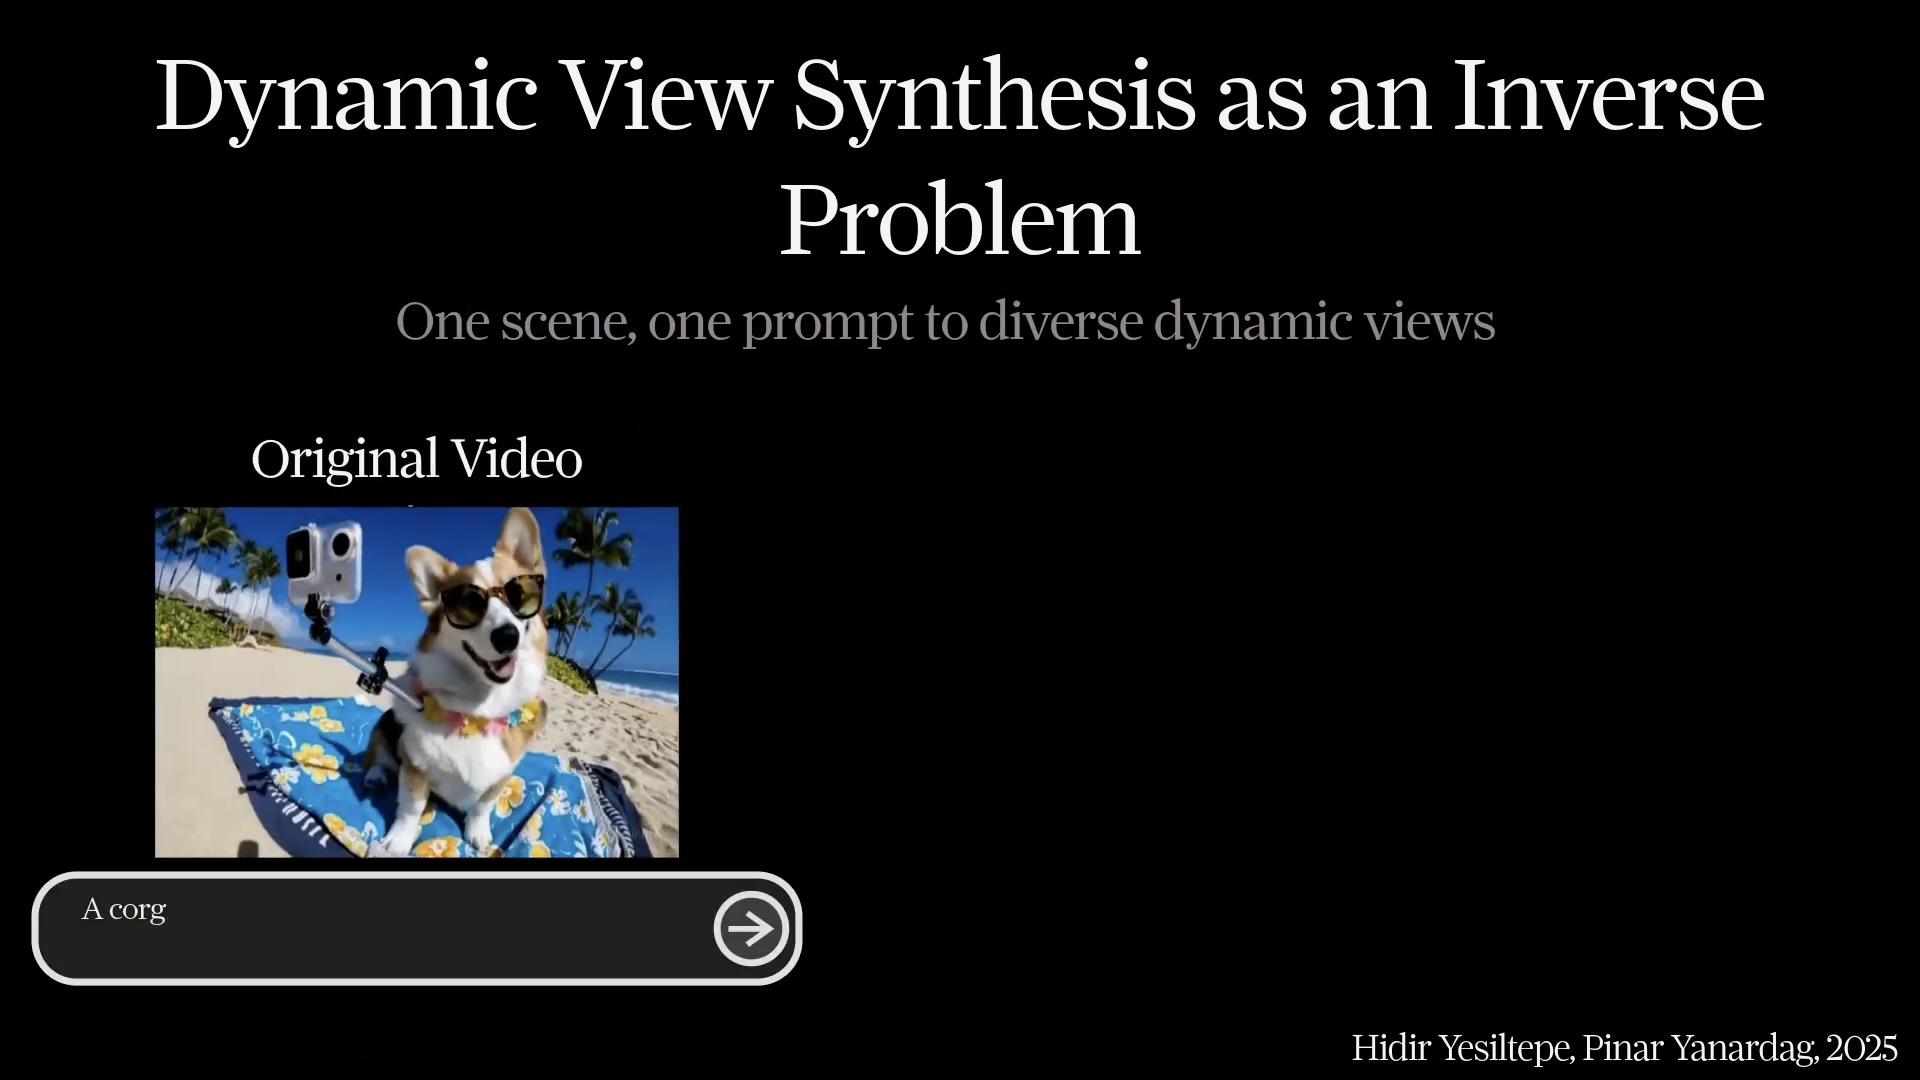 Dynamic View Synthesis as an Inverse
Problem
One scene, one prompt to diverse dynamic views
Original Video
A corg
Hidir Yesiltepe, Pinar Yanardag, 2025